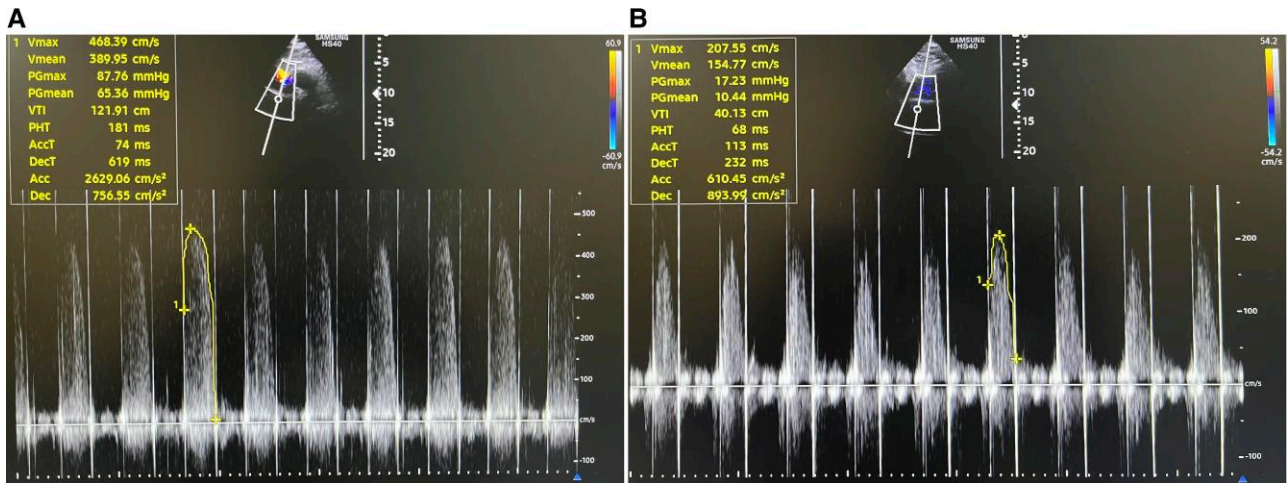 A
1 Vmax 468.39 cm/s
Vmean 389.95 cm/s
PGmax 87.76 mmHg
PGmean 65.36 mmHg
VTI 121.91 cm
PHT 181 ms
AccT 74 ms
DecT 619 ms
Acc 2629.06 cm/s²
Dec 756.55 cm/s²
SAMSUNG
HS40
5
10
15
20
60.9
-60.9
cm/s
500
400
300
200
100
cm/s
-100
1
B
1 Vmax 207.55 cm/s
Vmean 154.77 cm/s
PGmax 17.23 mmHg
PGmean 10.44 mmHg
VTI 40.13 cm
PHT 68 ms
AccT 113 ms
DecT 232 ms
Acc 610.45 cm/s²
Dec 893.99 cm/s²
SAMSUNG
HS40
5
10
15
20
54.2
-54.2
cm/s
200
100
cm/s
-100
1